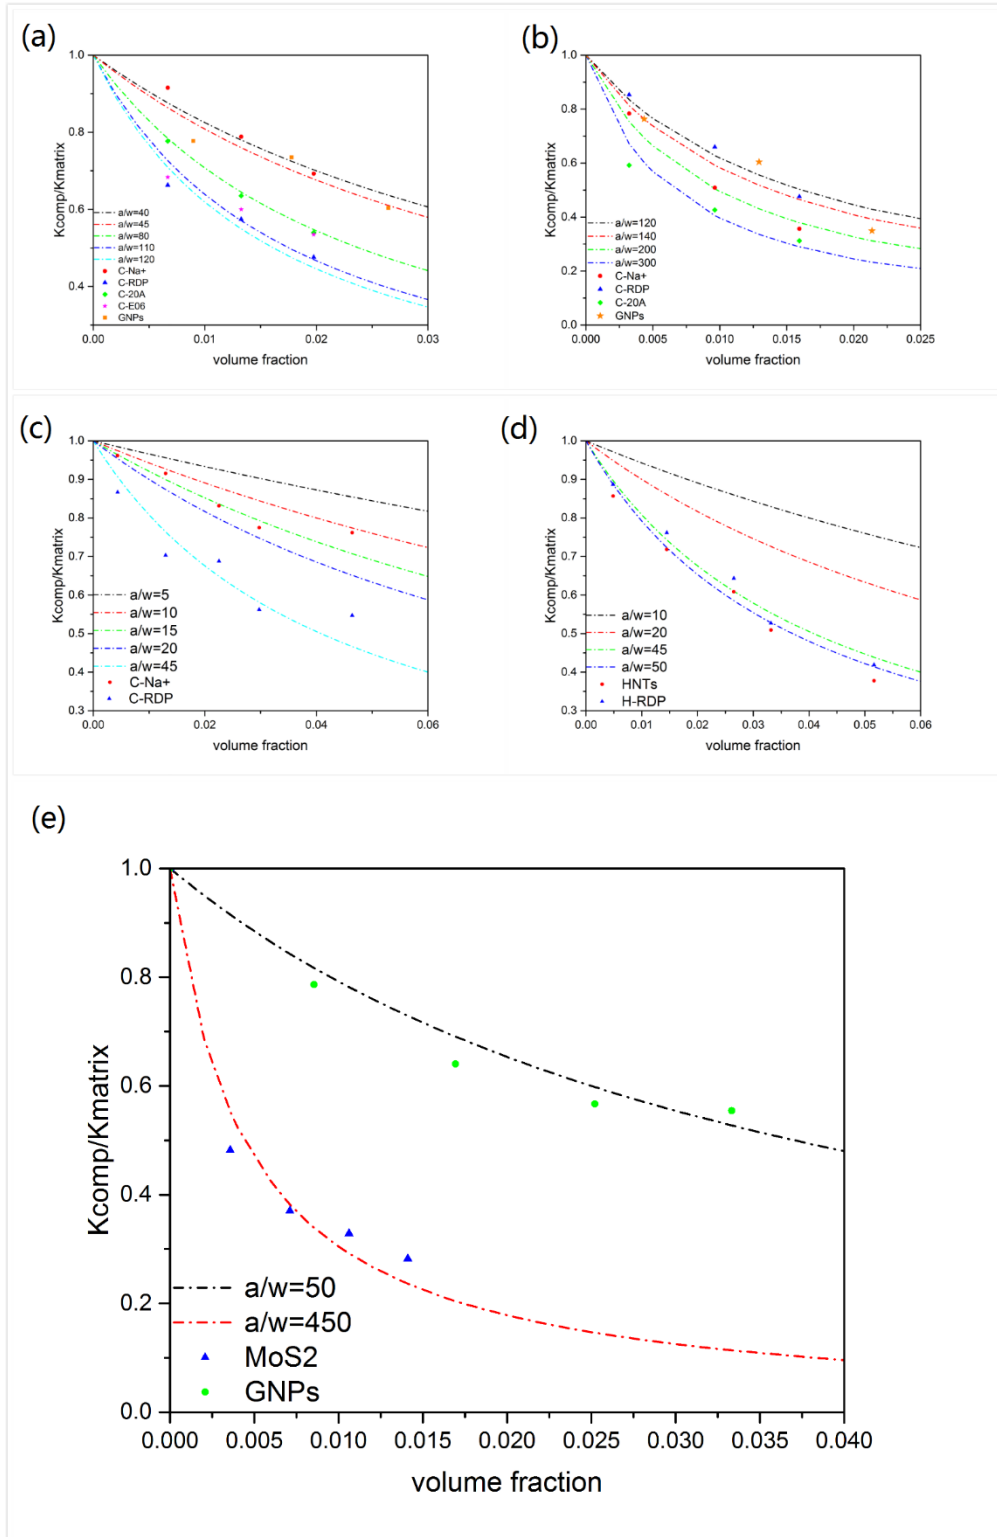 (a)
1.0
0.8
0.6
0.4
Kcomp/Kmatrix
a/w=40
a/w=45
a/w=80
a/w=110
a/w=120
C-Na+
C-RDP
C-20A
C-E06
GNPs
0.00
0.01
0.02
0.03
volume fraction
(b)
1.0
0.8
0.6
0.4
0.2
0.0
Kcomp/Kmatrix
a/w=120
a/w=140
a/w=200
a/w=300
C-Na+
C-RDP
C-20A
GNPs
0.000
0.005
0.010
0.015
0.020
0.025
volume fraction
(c)
1.0
0.9
0.8
0.7
0.6
0.5
0.4
0.3
Kcomp/Kmatrix
a/w=5
a/w=10
a/w=15
a/w=20
a/w=45
C-Na+
C-RDP
0.00
0.02
0.04
0.06
volume fraction
(d)
1.0
0.9
0.8
0.7
0.6
0.5
0.4
0.3
Kcomp/Kmatrix
a/w=10
a/w=20
a/w=45
a/w=50
HNTs
H-RDP
0.00
0.01
0.02
0.03
0.04
0.05
0.06
volume fraction
(e)
1.0
0.8
0.6
0.4
0.2
0.0
Kcomp/Kmatrix
a/w=50
a/w=450
MoS2
GNPs
0.000
0.005
0.010
0.015
0.020
0.025
0.030
0.035
0.040
volume fraction